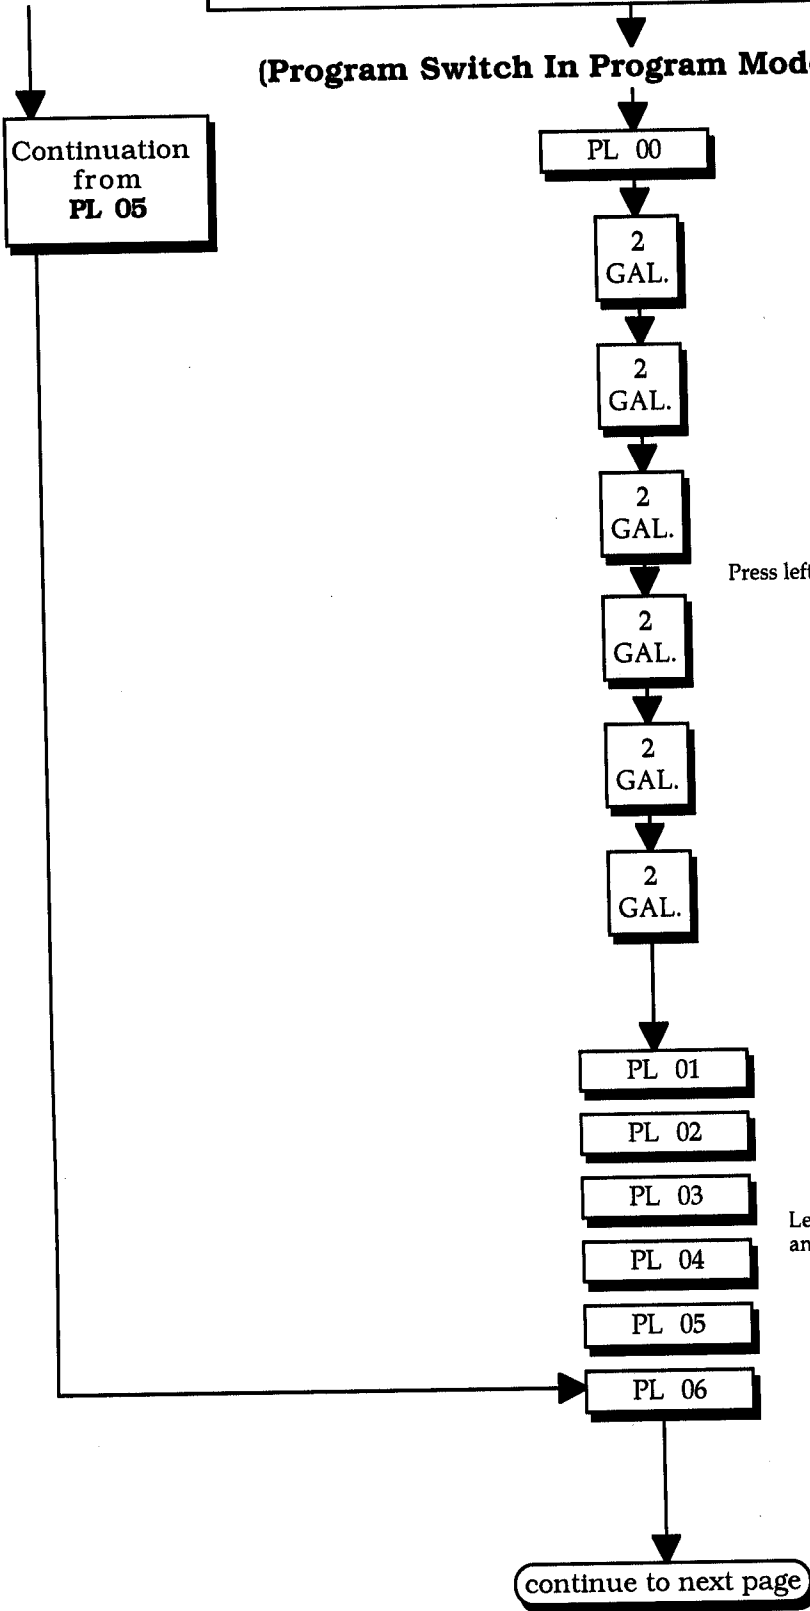 (Program Switch In Program Mod
Continuation
from
PL 05
PL 00
2
GAL.
2
GAL.
2
GAL.
Press left
2
GAL.
2
GAL.
2
GAL.
PL 01
PL 02
PL 03
Le
an
PL 04
PL 05
PL 06
continue to next page